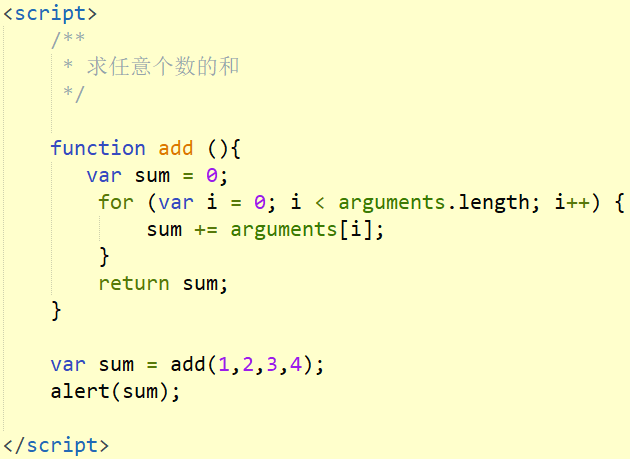 <script>
/**
* 求任意个数的和
*/
function add (){
var sum = 0;
for (var i = 0; i < arguments.length; i++) {
sum += arguments[i];
}
return sum;
}
var sum = add(1,2,3,4);
alert(sum);
</script>